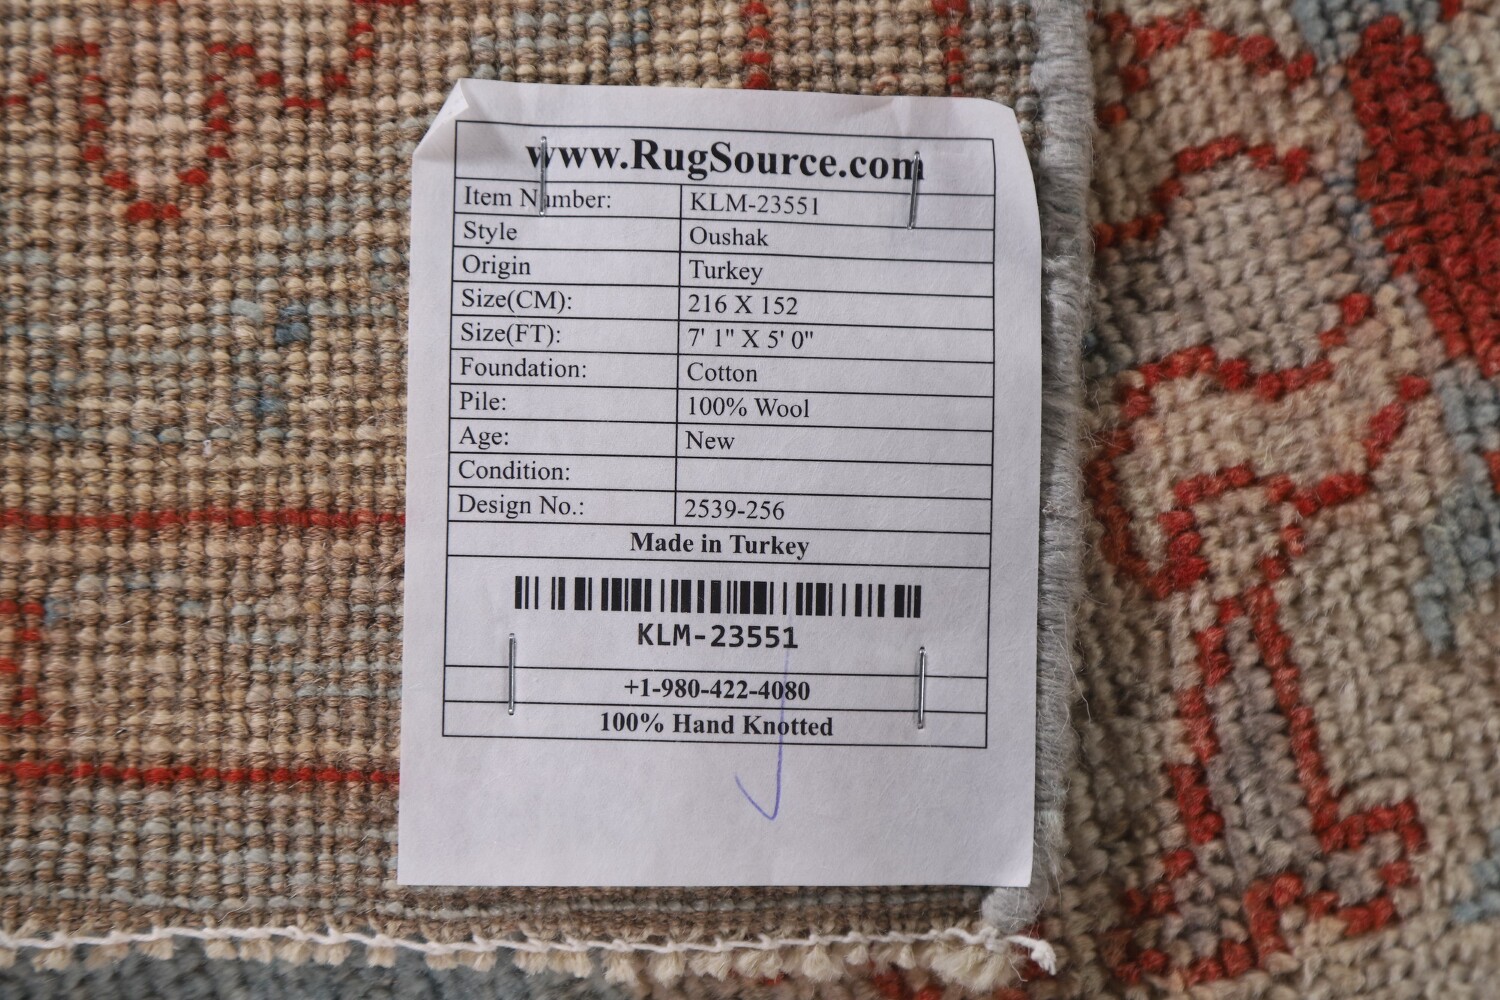 www.RugSource.com
Item Number: KLM-23551
Style Oushak
Origin Turkey
Size(CM): 216 X 152
Size(FT): 7' 1" X 5' 0"
Foundation: Cotton
Pile: 100% Wool
Age: New
Condition:
Design No.: 2539-256
Made in Turkey
KLM-23551
+1-980-422-4080
100% Hand Knotted